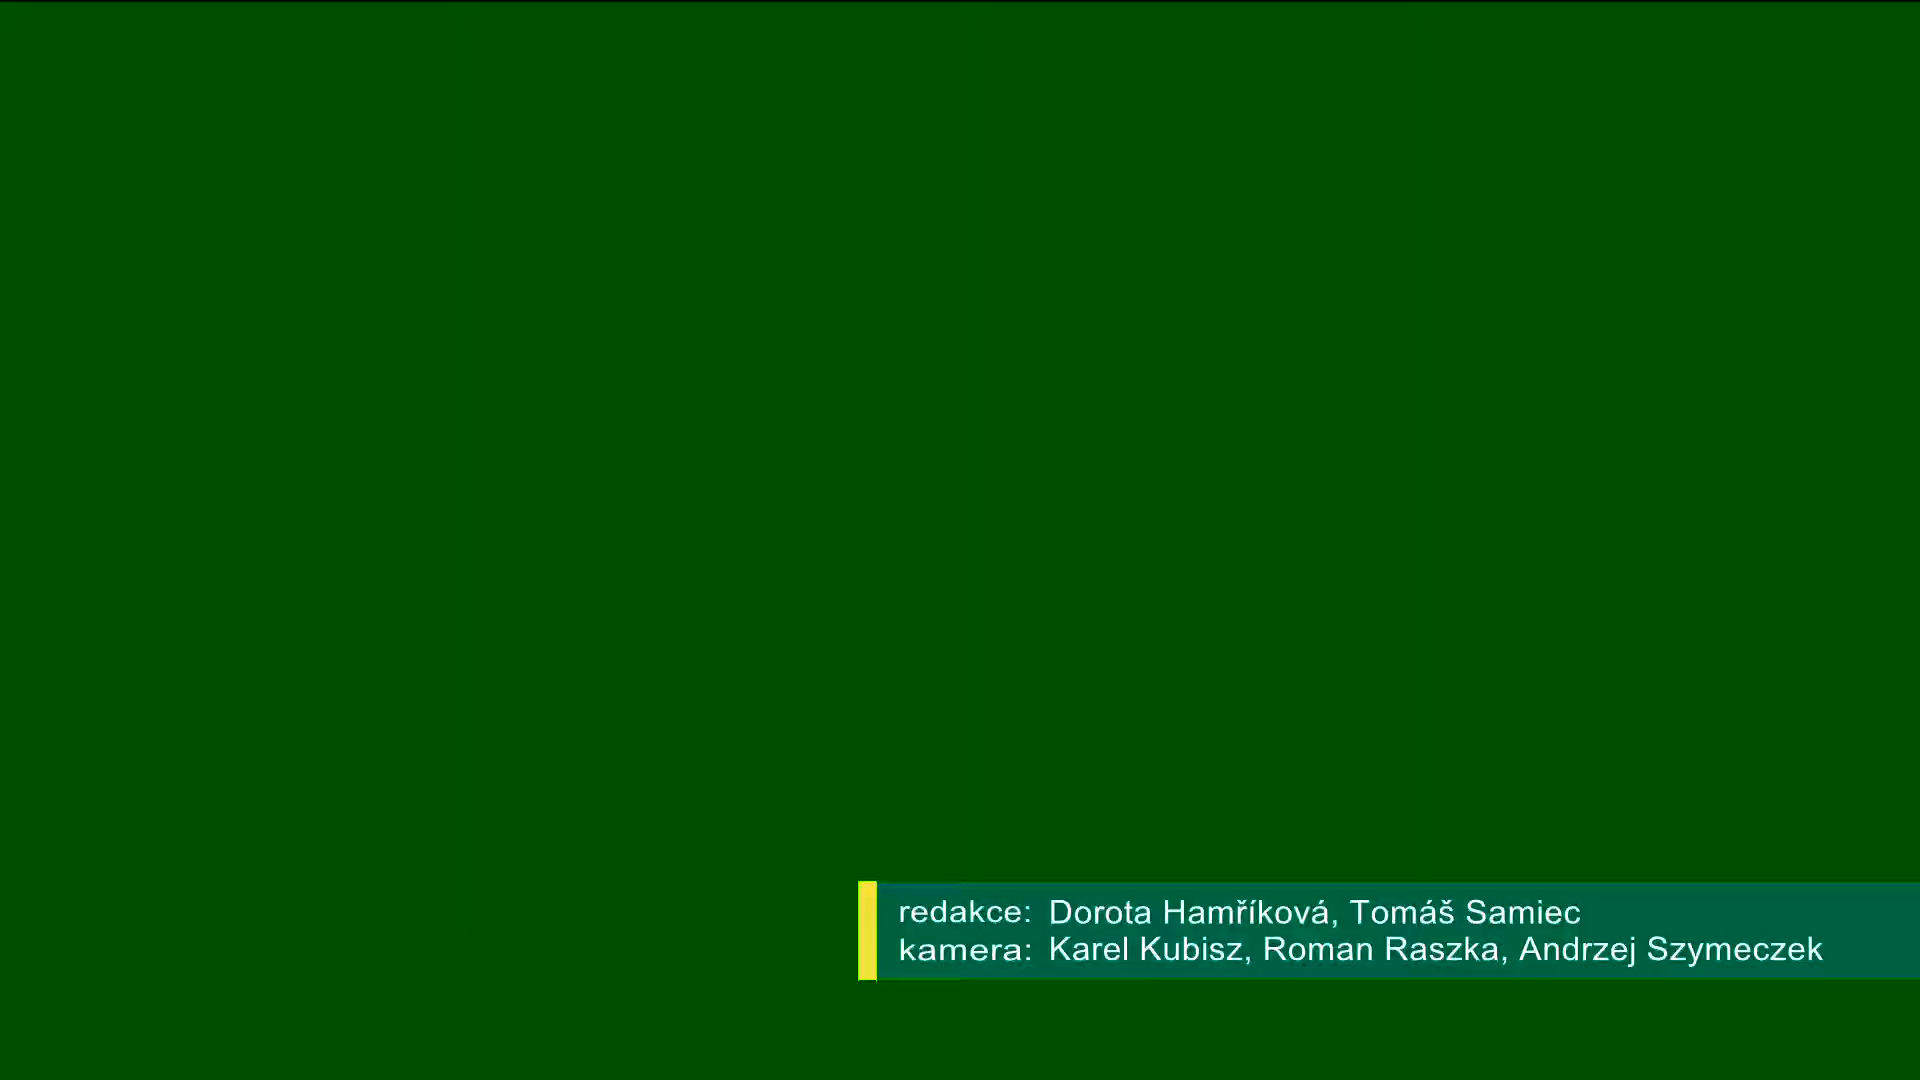 redakce: Dorota Hamříková, Tomáš Samiec
kamera: Karel Kubisz, Roman Raszka, Andrzej Szymeczek